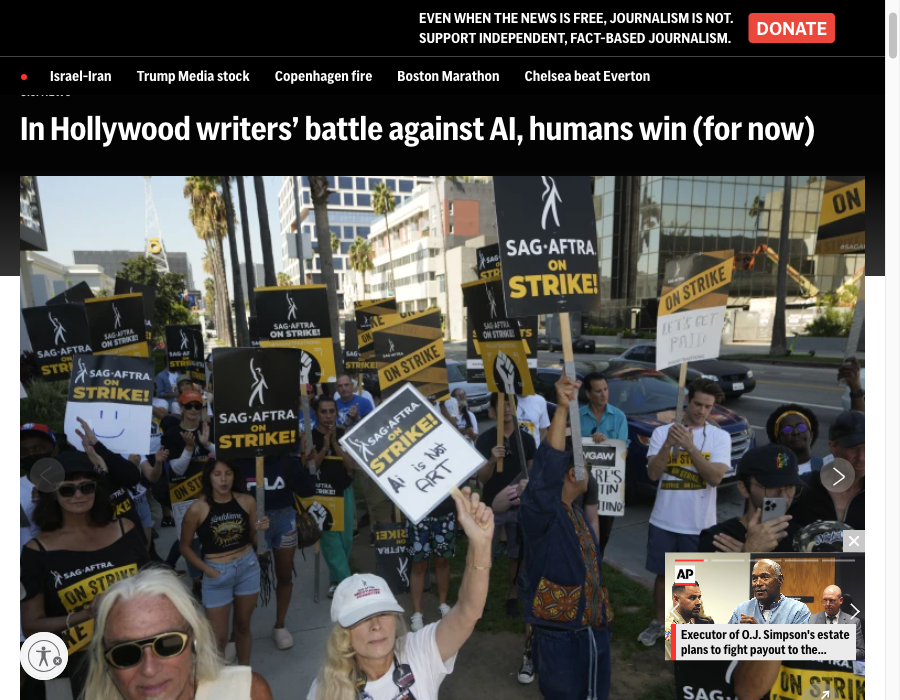 EVEN WHEN THE NEWS IS FREE, JOURNALISM IS NOT.
SUPPORT INDEPENDENT, FACT-BASED JOURNALISM.
DONATE
Israel-Iran
Trump Media stock
Copenhagen fire
Boston Marathon
Chelsea beat Everton
In Hollywood writers’ battle against AI, humans win (for now)
ON
SAG·AFTRA
ON
STRIKE!
ON STRIKE
LET'S GET
PAID
SAG·AFTRA
ON STRIKE!
SAG·AFTRA
ON
STRIKE!
SAG·AFTRA
ON
STRIKE!
ON STRIKE
SAG·AFTRA
ON STRIKE!
Ai is Not
ART
WGAW
SAG·AFTRA
ON STRIKE
AP
Executor of O.J. Simpson's estate
plans to fight payout to the...
SAG·AFTRA
ON STRIKE